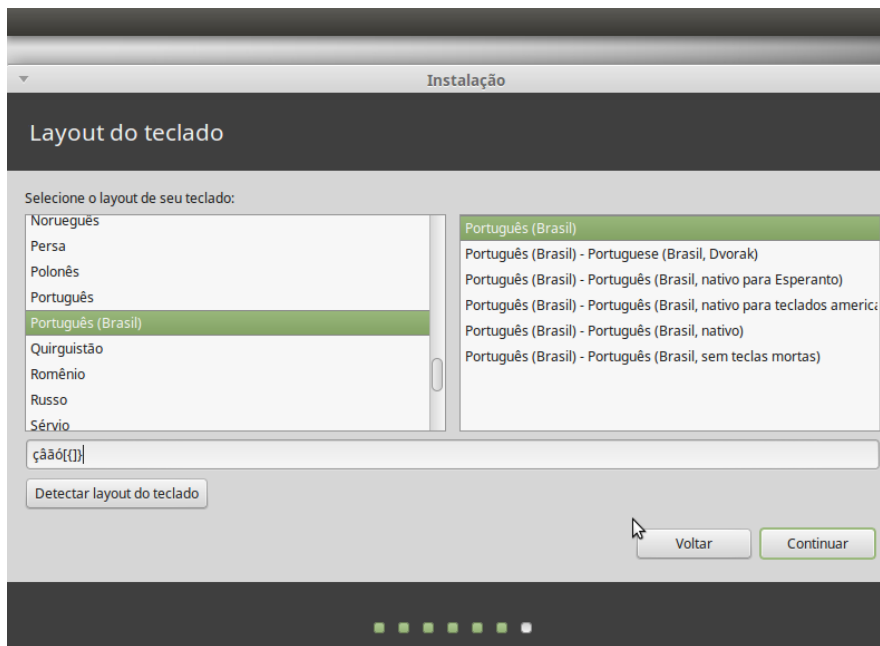 Instalação
Layout do teclado
Selecione o layout de seu teclado:
Norueguês
Persa
Polonês
Português
Português (Brasil)
Quirguistão
Romênio
Russo
Sérvio
Português (Brasil)
Português (Brasil) - Portuguese (Brasil, Dvorak)
Português (Brasil) - Português (Brasil, nativo para Esperanto)
Português (Brasil) - Português (Brasil, nativo para teclados america
Português (Brasil) - Português (Brasil, nativo)
Português (Brasil) - Português (Brasil, sem teclas mortas)
çâãó[{]}
Detectar layout do teclado
Voltar
Continuar